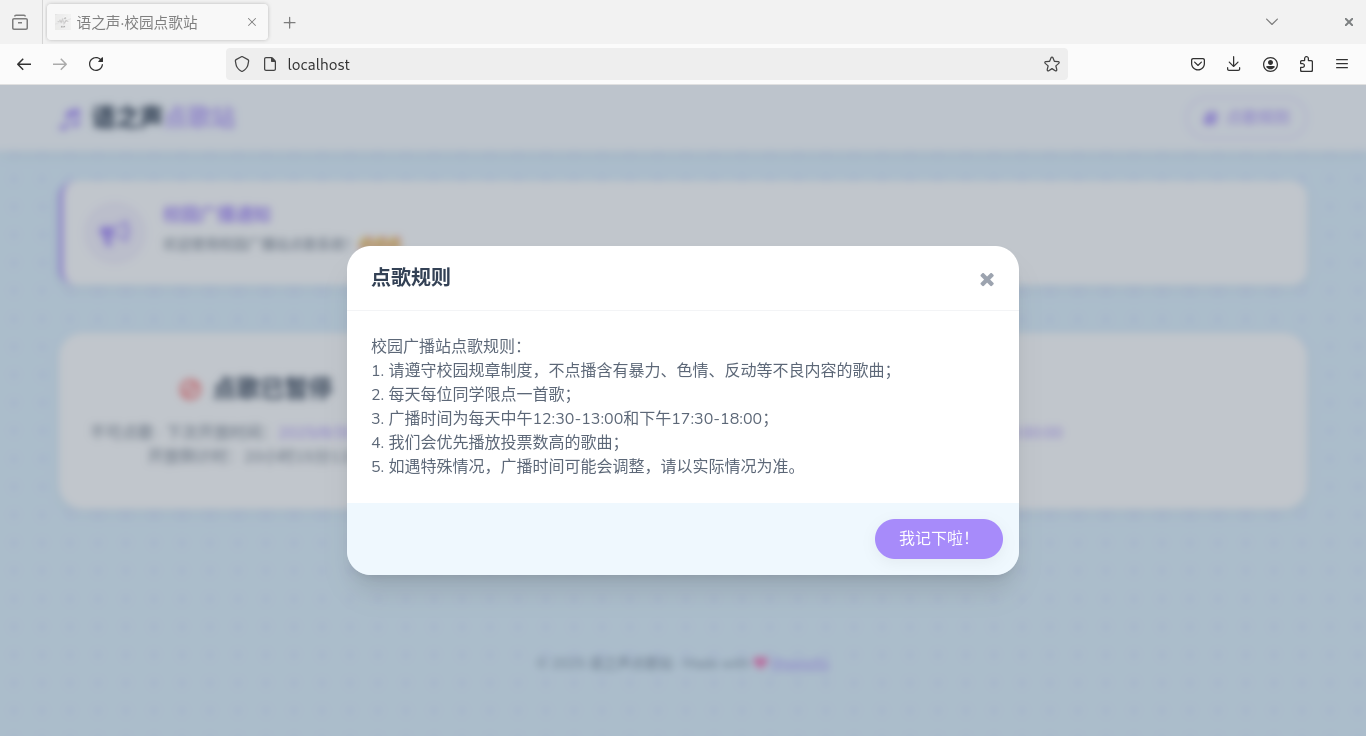 语之声·校园点歌站
localhost
语之声点歌站
点歌规则
校园广播通知
点歌规则
校园广播站点歌规则：
1. 请遵守校园规章制度，不点播含有暴力、色情、反动等不良内容的歌曲；
2. 每天每位同学限点一首歌；
3. 广播时间为每天中午12:30-13:00和下午17:30-18:00；
4. 我们会优先播放投票数高的歌曲；
5. 如遇特殊情况，广播时间可能会调整，请以实际情况为准。
点歌已暂停
我记下啦！